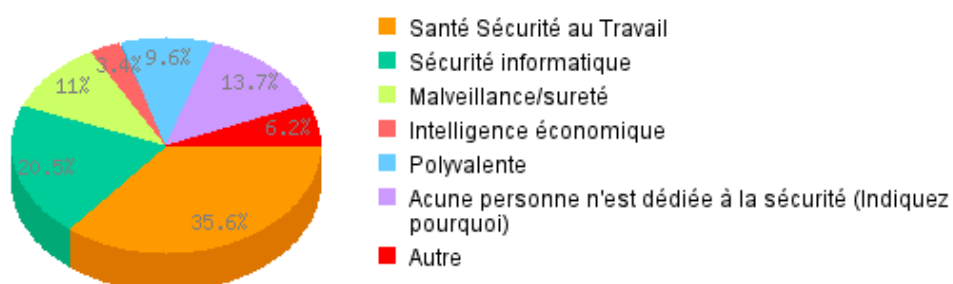 3.4%
9.6%
11%
13.7%
6.2%
20.5%
35.6%
Santé Sécurité au Travail
Sécurité informatique
Malveillance/sureté
Intelligence économique
Polyvalente
Acune personne n'est dédiée à la sécurité (Indiquez
pourquoi)
Autre